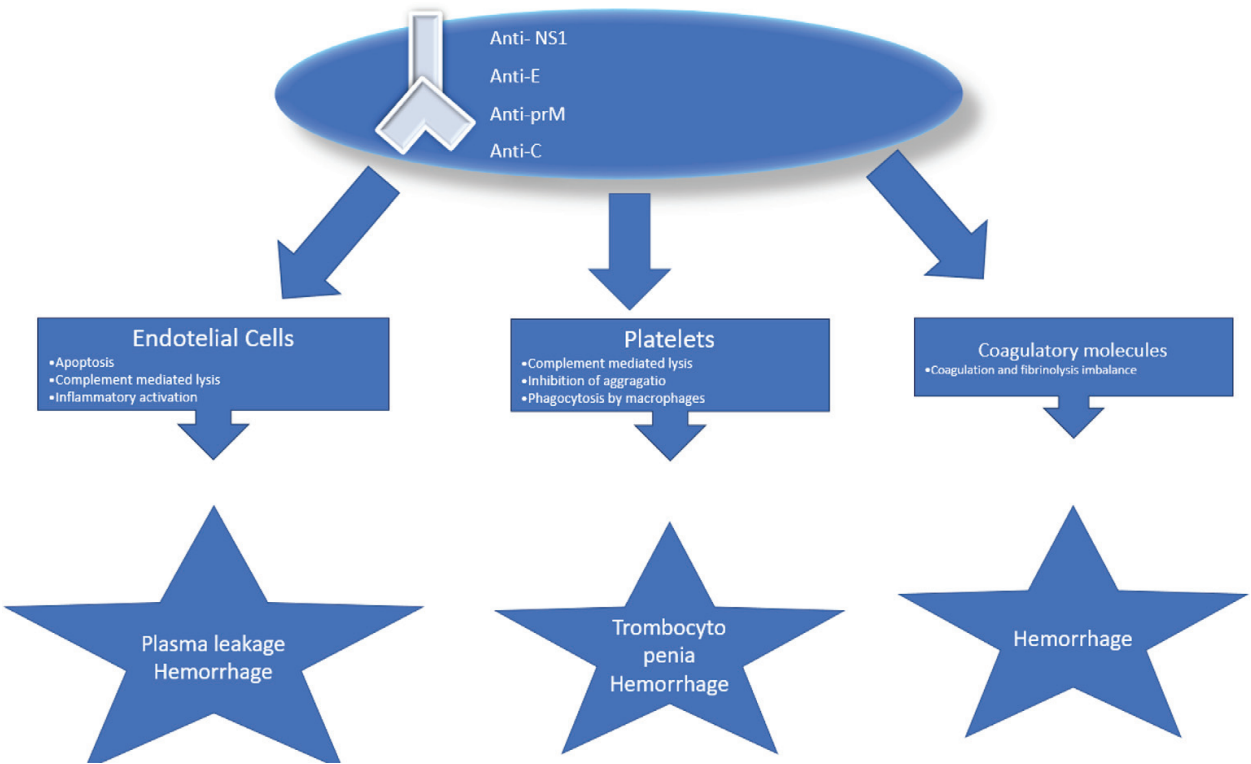 Anti- NS1
Anti-E
Anti-prM
Anti-C
Endotelial Cells
•Apoptosis
•Complement mediated lysis
•Inflammatory activation
Platelets
•Complement mediated lysis
•Inhibition of aggragatio
•Phagocytosis by macrophages
Coagulatory molecules
•Coagulation and fibrinolysis imbalance
Plasma leakage
Hemorrhage
Trombocyto
penia
Hemorrhage
Hemorrhage